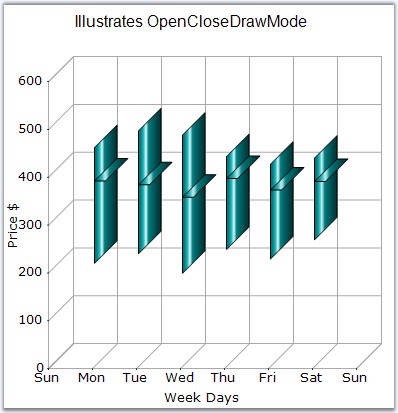 Illustrates OpenCloseDrawMode
600
500
400
300
200
100
0
Price $
Sun Mon Tue Wed Thu Fri Sat Sun
Week Days